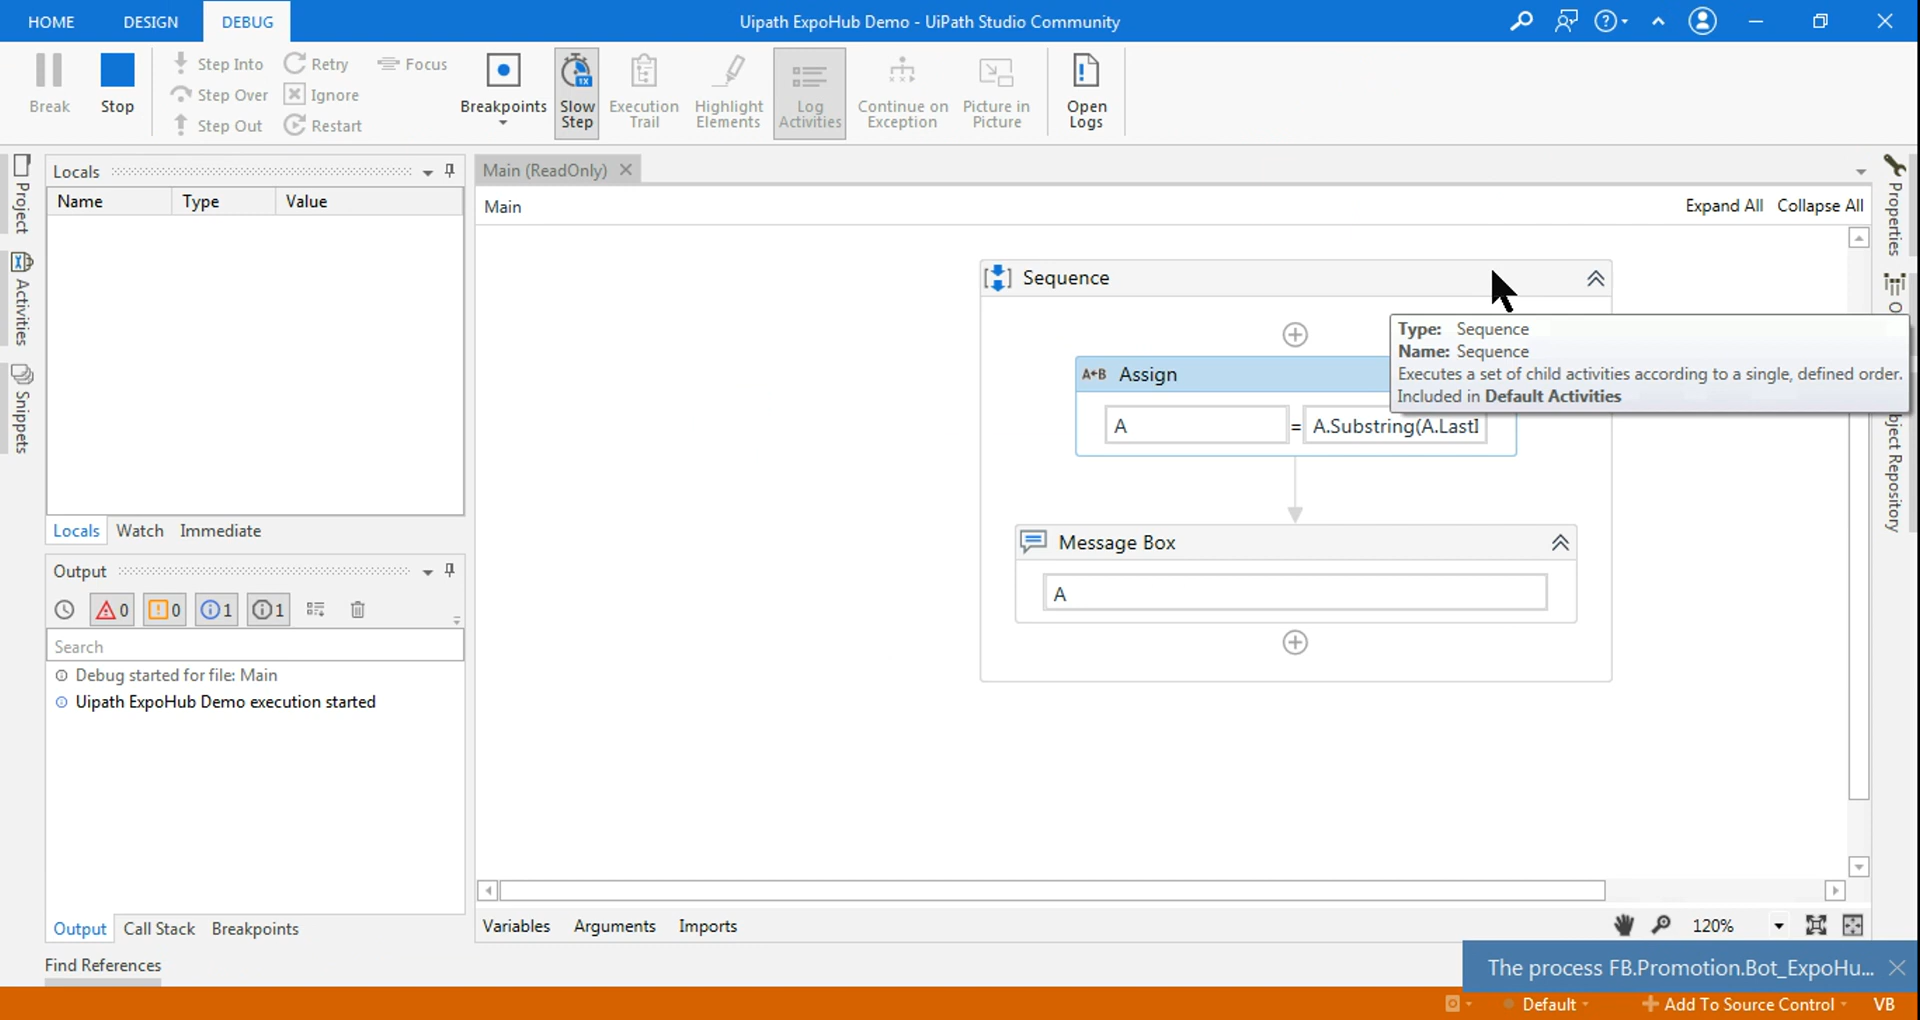 HOME DESIGN DEBUG Uipath ExpoHub Demo - UiPath Studio Community
Break Stop Step Into Step Over Step Out Retry Ignore Restart Focus
Breakpoints Slow Step 1X Execution Trail Highlight Elements Log Activities Continue on Exception Picture in Picture Open Logs
Project
Activities
Snippets
Locals
Name Type Value
Locals Watch Immediate
Output
0 0 1 1
Search
Debug started for file: Main
Uipath ExpoHub Demo execution started
Output Call Stack Breakpoints
Find References
Main (ReadOnly)
Main Expand All Collapse All
Sequence
Type: Sequence
Name: Sequence
Executes a set of child activities according to a single, defined order.
Included in Default Activities
A←B Assign
A = A.Substring(A.LastI
Message Box
A
Variables Arguments Imports 120%
Properties
O
bject Repository
The process FB.Promotion.Bot_ExpoHu...
Default Add To Source Control VB